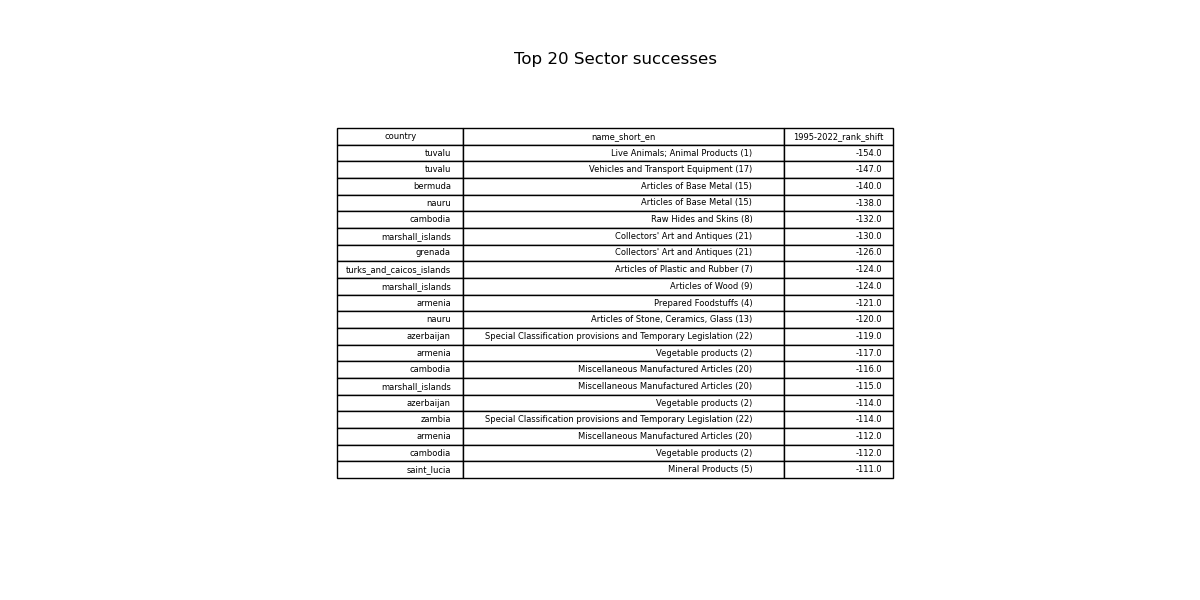 Top 20 Sector successes
country name_short_en 1995-2022_rank_shift
tuvalu Live Animals; Animal Products (1) -154.0
tuvalu Vehicles and Transport Equipment (17) -147.0
bermuda Articles of Base Metal (15) -140.0
nauru Articles of Base Metal (15) -138.0
cambodia Raw Hides and Skins (8) -132.0
marshall_islands Collectors' Art and Antiques (21) -130.0
grenada Collectors' Art and Antiques (21) -126.0
turks_and_caicos_islands Articles of Plastic and Rubber (7) -124.0
marshall_islands Articles of Wood (9) -124.0
armenia Prepared Foodstuffs (4) -121.0
nauru Articles of Stone, Ceramics, Glass (13) -120.0
azerbaijan Special Classification provisions and Temporary Legislation (22) -119.0
armenia Vegetable products (2) -117.0
cambodia Miscellaneous Manufactured Articles (20) -116.0
marshall_islands Miscellaneous Manufactured Articles (20) -115.0
azerbaijan Vegetable products (2) -114.0
zambia Special Classification provisions and Temporary Legislation (22) -114.0
armenia Miscellaneous Manufactured Articles (20) -112.0
cambodia Vegetable products (2) -112.0
saint_lucia Mineral Products (5) -111.0